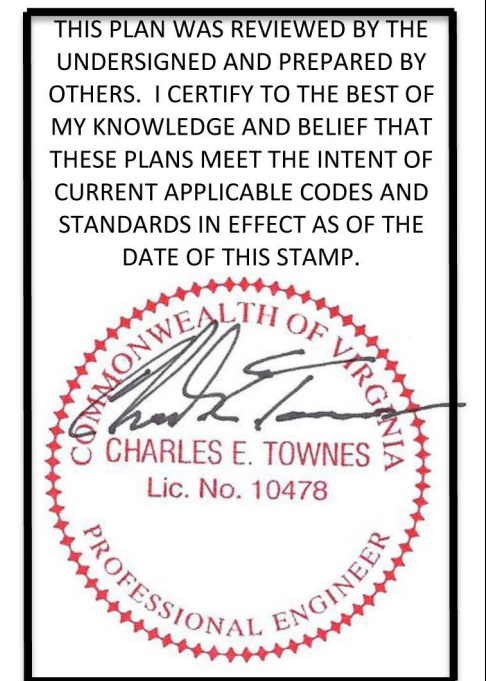 THIS PLAN WAS REVIEWED BY THE
UNDERSIGNED AND PREPARED BY
OTHERS. I CERTIFY TO THE BEST OF
MY KNOWLEDGE AND BELIEF THAT
THESE PLANS MEET THE INTENT OF
CURRENT APPLICABLE CODES AND
STANDARDS IN EFFECT AS OF THE
DATE OF THIS STAMP.
COMMONWEALTH OF VIRGINIA
CHARLES E. TOWNES
Lic. No. 10478
PROFESSIONAL ENGINEER